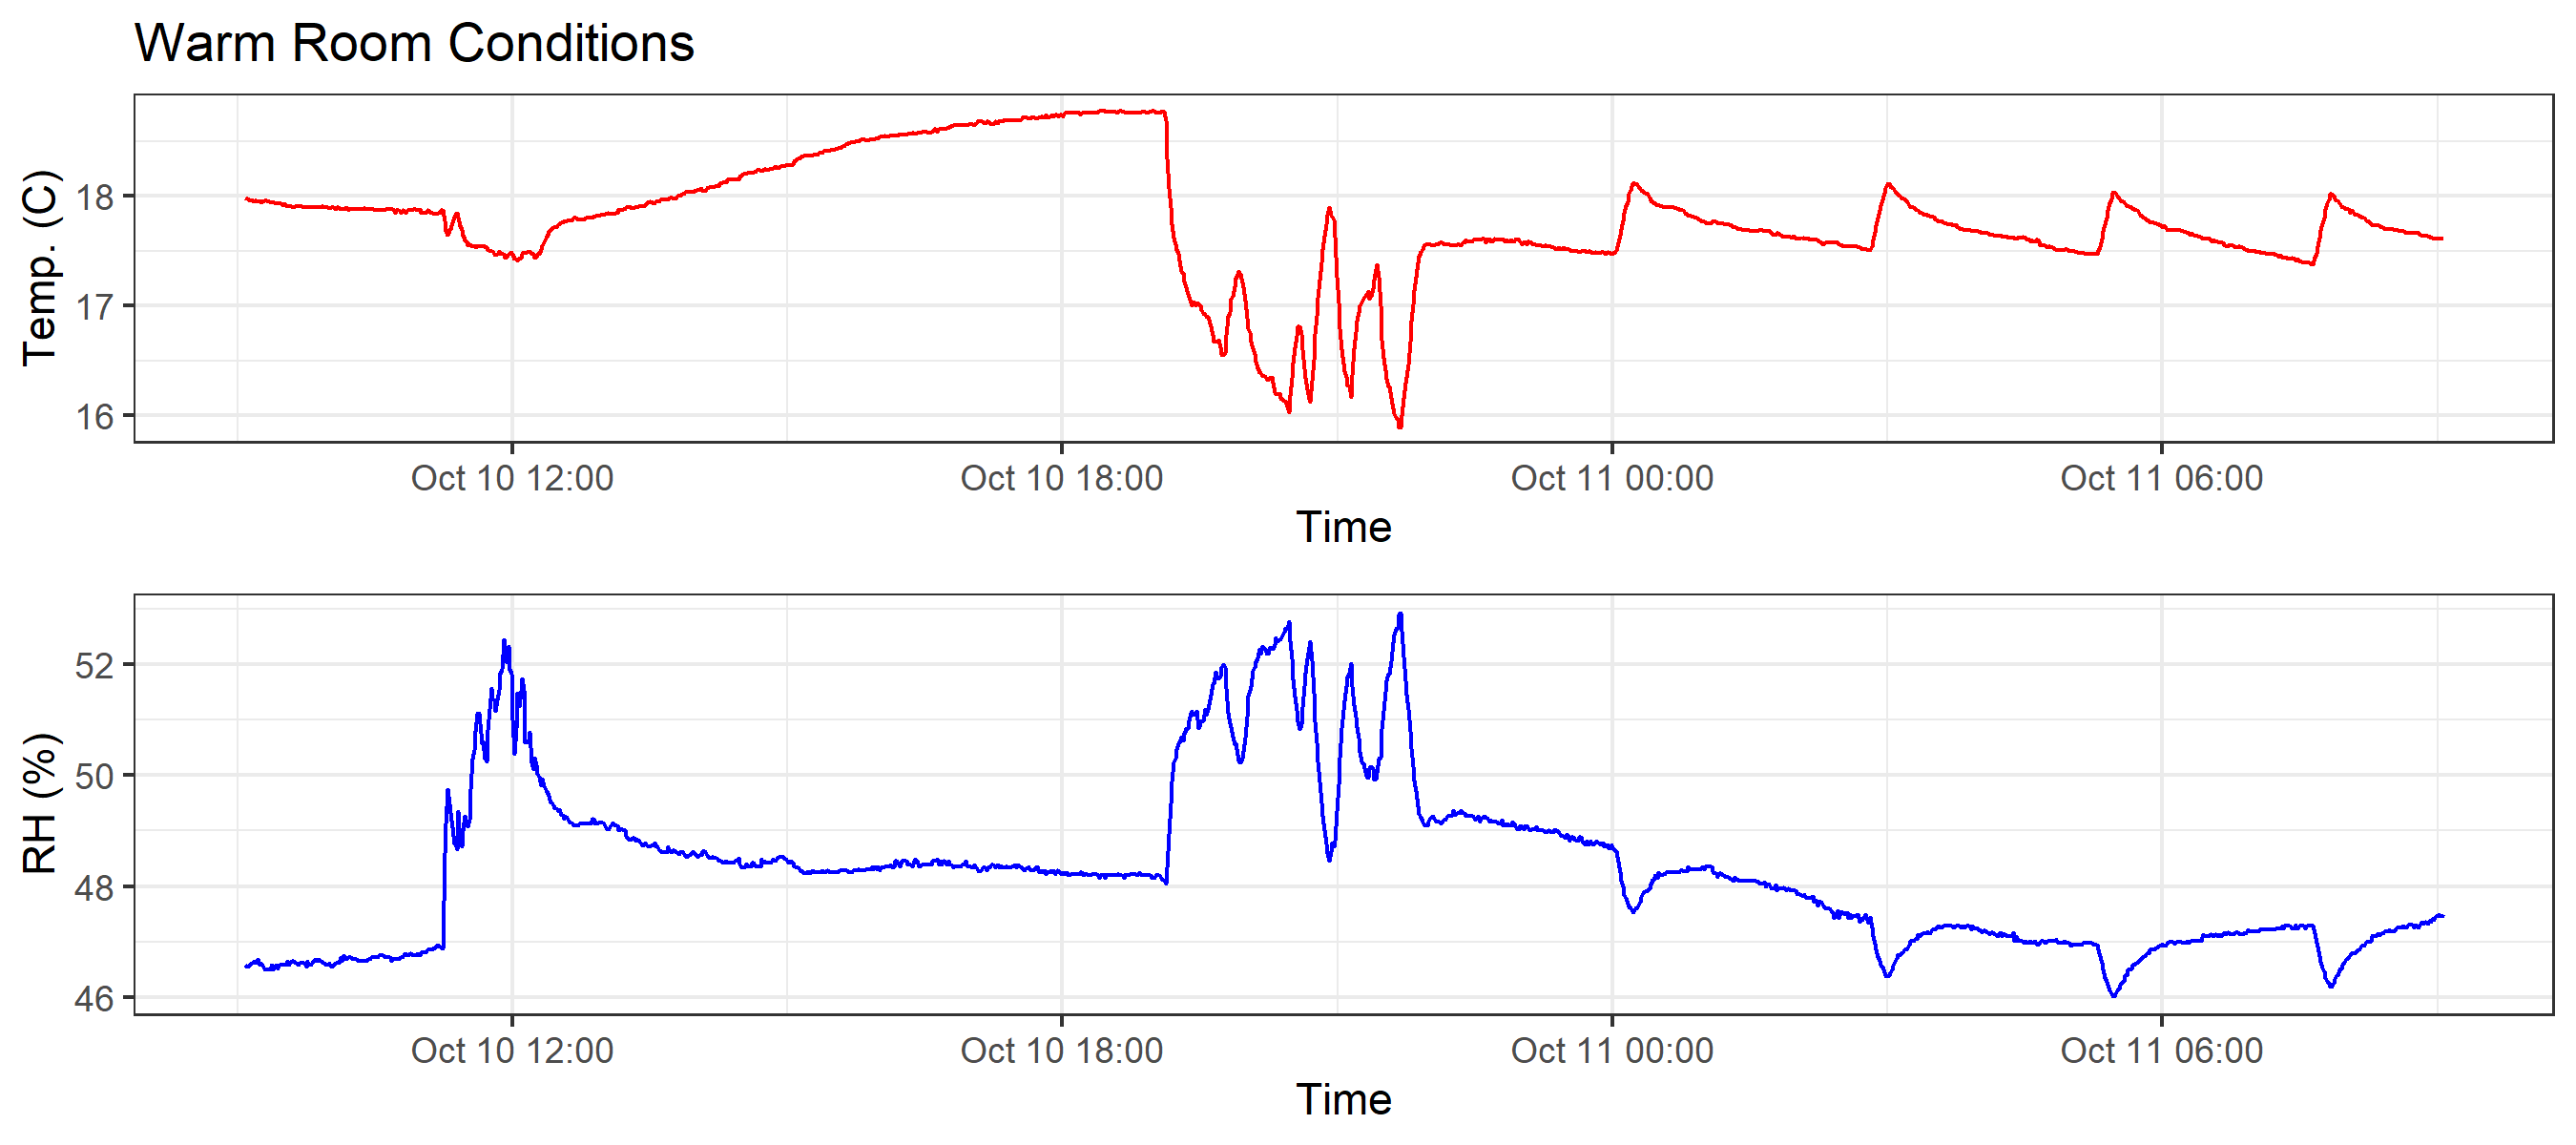 Warm Room Conditions
Temp. (C)
18
17
16
Oct 10 12:00 Oct 10 18:00 Oct 11 00:00 Oct 11 06:00
Time
RH (%)
52
50
48
46
Oct 10 12:00 Oct 10 18:00 Oct 11 00:00 Oct 11 06:00
Time